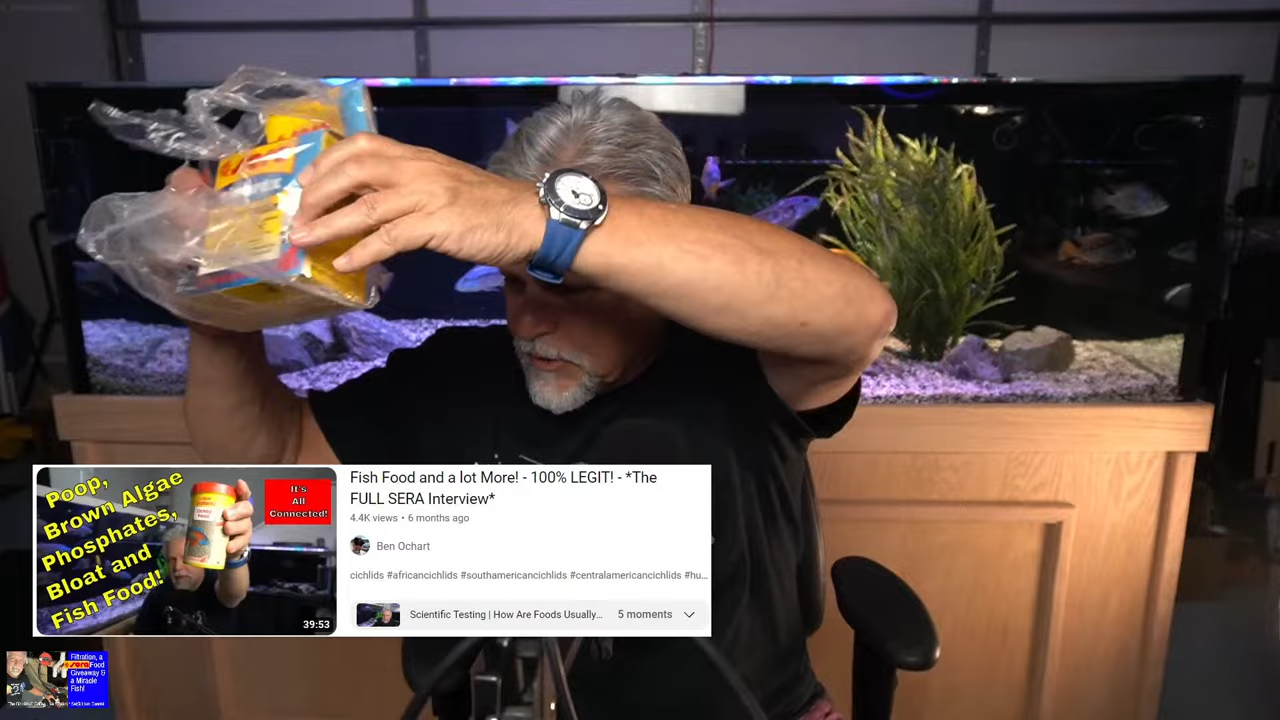 Poop,
Brown Algae
Phosphates,
Bloat and
Fish Food!
It's
All
Connected!
39:53
Fish Food and a lot More! - 100% LEGIT! - *The
FULL SERA Interview*
4.4K views • 6 months ago
Ben Ochart
cichlids #africancichlids #southamericancichlids #centralamericancichlids #hu...
Scientific Testing | How Are Foods Usually...
5 moments
Filtration, a
sera Food
Giveaway &
a Miracle
Fish!